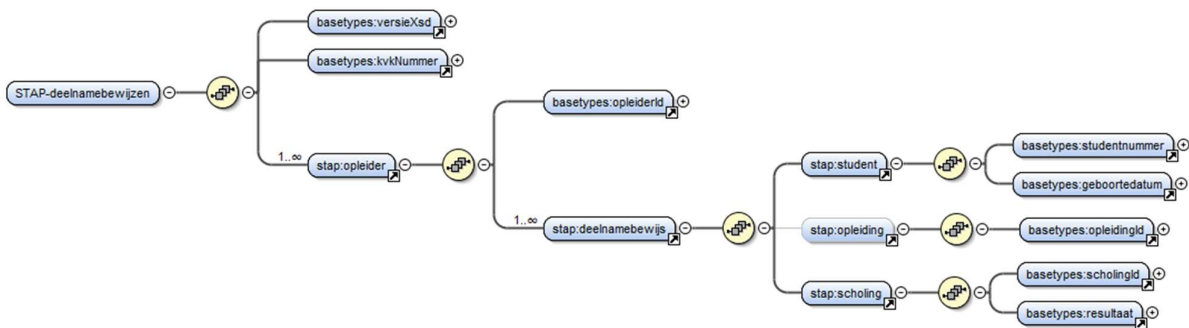 STAP-deelnamebewijzen
basetypes:versieXsd
basetypes:kvkNummer
1..∞
stap:opleider
basetypes:opleiderId
1..∞
stap:deelnamebewijs
stap:student
basetypes:studentnummer
basetypes:geboortedatum
stap:opleiding
basetypes:opleidingId
stap:scholing
basetypes:scholingId
basetypes:resultaat